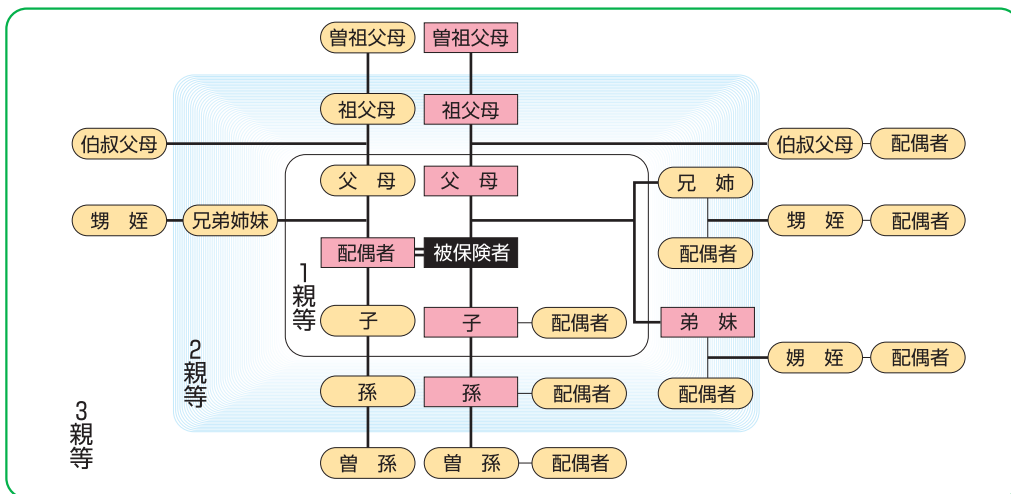 曽祖父母
曽祖父母
祖父母
祖父母
伯叔父母
伯叔父母
配偶者
父 母
父 母
兄 姉
甥 姪
兄弟姉妹
甥 姪
配偶者
配偶者
被保険者
配偶者
1親等
子
子
配偶者
弟 妹
2親等
甥 姪
配偶者
孫
孫
配偶者
配偶者
3親等
曽 孫
曽 孫
配偶者